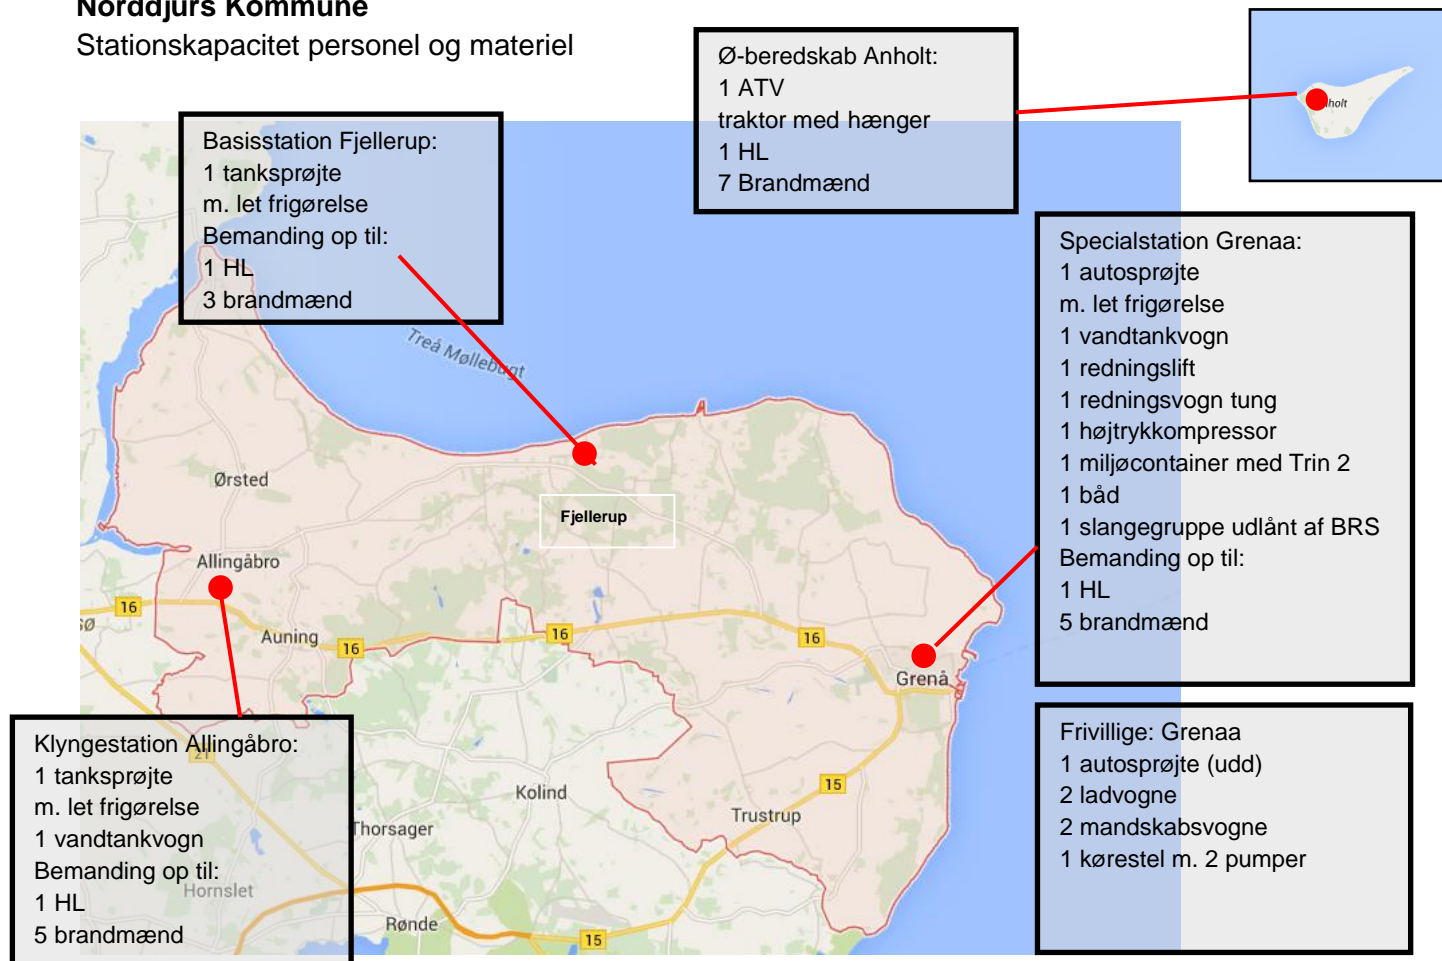 Norddjurs Kommune
Stationskapacitet personel og materiel
Ø-beredskab Anholt:
1 ATV
traktor med hænger
1 HL
7 Brandmænd
holt
Basisstation Fjellerup:
1 tanksprøjte
m. let frigørelse
Bemanding op til:
1 HL
3 brandmænd
Specialstation Grenaa:
1 autosprøjte
m. let frigørelse
1 vandtankvogn
1 redningslift
1 redningsvogn tung
1 højtrykkompressor
1 miljøcontainer med Trin 2
1 båd
1 slangegruppe udlånt af BRS
Bemanding op til:
1 HL
5 brandmænd
Treå Møllebugt
Ørsted
Fjellerup
Allingåbro
16
sø
Auning
16
16
16
Grenå
Klyngestation Allingåbro:
1 tanksprøjte
m. let frigørelse
1 vandtankvogn
Bemanding op til:
1 HL
5 brandmænd
21
Hornslet
Thorsager
Kolind
Rønde
15
15
Trustrup
Frivillige: Grenaa
1 autosprøjte (udd)
2 ladvogne
2 mandskabsvogne
1 kørestel m. 2 pumper